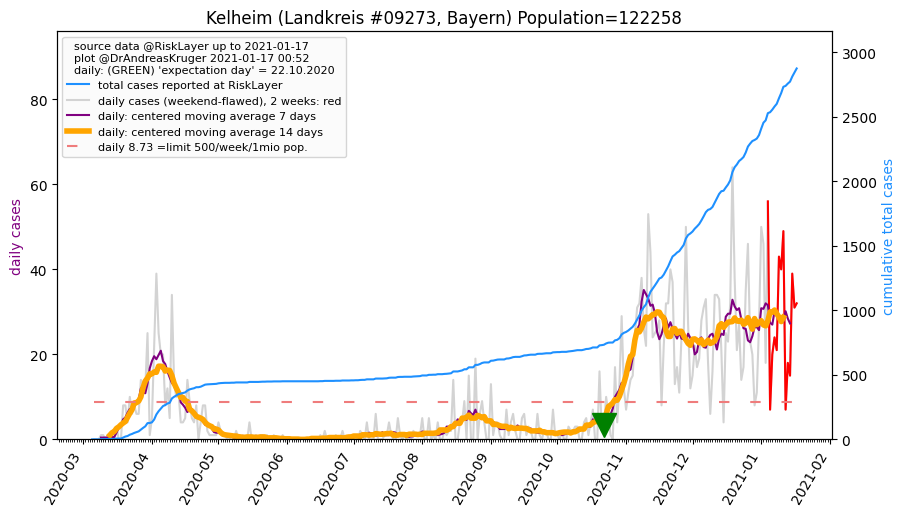 Kelheim (Landkreis #09273, Bayern) Population=122258
source data @RiskLayer up to 2021-01-17
plot @DrAndreasKruger 2021-01-17 00:52
daily: (GREEN) 'expectation day' = 22.10.2020
total cases reported at RiskLayer
daily cases (weekend-flawed), 2 weeks: red
daily: centered moving average 7 days
daily: centered moving average 14 days
daily 8.73 =limit 500/week/1mio pop.
daily cases
80
60
40
20
0
cumulative total cases
3000
2500
2000
1500
1000
500
0
2020-03
2020-04
2020-05
2020-06
2020-07
2020-08
2020-09
2020-10
2020-11
2020-12
2021-01
2021-02